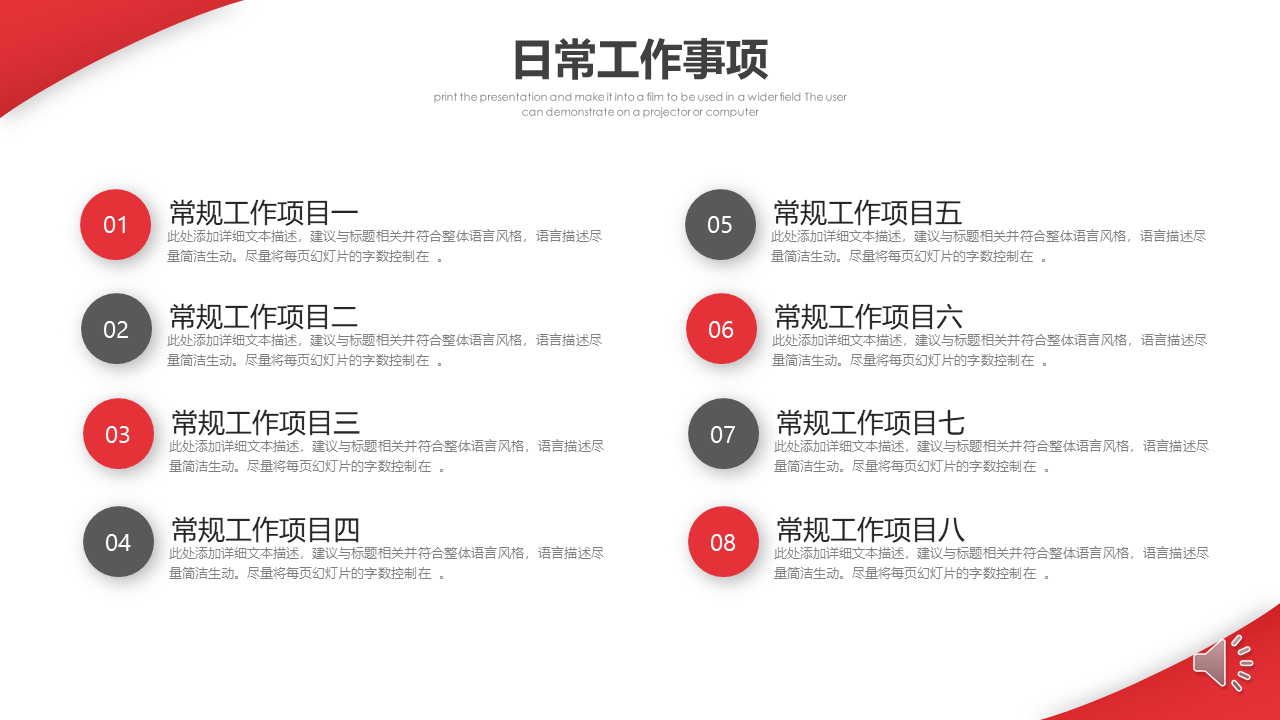 日常工作事项
print the presentation and make it into a film to be used in a wider field The user
can demonstrate on a projector or computer
01
常规工作项目一
此处添加详细文本描述，建议与标题相关并符合整体语言风格，语言描述尽
量简洁生动。尽量将每页幻灯片的字数控制在 。
02
常规工作项目二
此处添加详细文本描述，建议与标题相关并符合整体语言风格，语言描述尽
量简洁生动。尽量将每页幻灯片的字数控制在 。
03
常规工作项目三
此处添加详细文本描述，建议与标题相关并符合整体语言风格，语言描述尽
量简洁生动。尽量将每页幻灯片的字数控制在 。
04
常规工作项目四
此处添加详细文本描述，建议与标题相关并符合整体语言风格，语言描述尽
量简洁生动。尽量将每页幻灯片的字数控制在 。
05
常规工作项目五
此处添加详细文本描述，建议与标题相关并符合整体语言风格，语言描述尽
量简洁生动。尽量将每页幻灯片的字数控制在 。
06
常规工作项目六
此处添加详细文本描述，建议与标题相关并符合整体语言风格，语言描述尽
量简洁生动。尽量将每页幻灯片的字数控制在 。
07
常规工作项目七
此处添加详细文本描述，建议与标题相关并符合整体语言风格，语言描述尽
量简洁生动。尽量将每页幻灯片的字数控制在 。
08
常规工作项目八
此处添加详细文本描述，建议与标题相关并符合整体语言风格，语言描述尽
量简洁生动。尽量将每页幻灯片的字数控制在 。